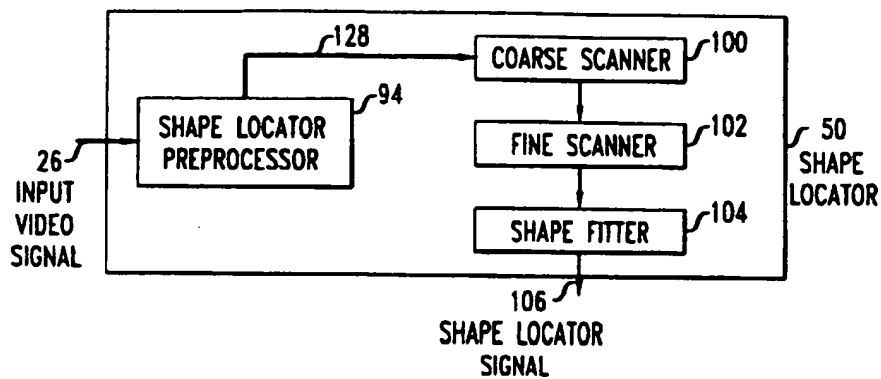 128
COARSE SCANNER
100
94
SHAPE LOCATOR
PREPROCESSOR
FINE SCANNER
102
26
INPUT
VIDEO
SIGNAL
50
SHAPE
LOCATOR
SHAPE FITTER
104
106
SHAPE LOCATOR
SIGNAL